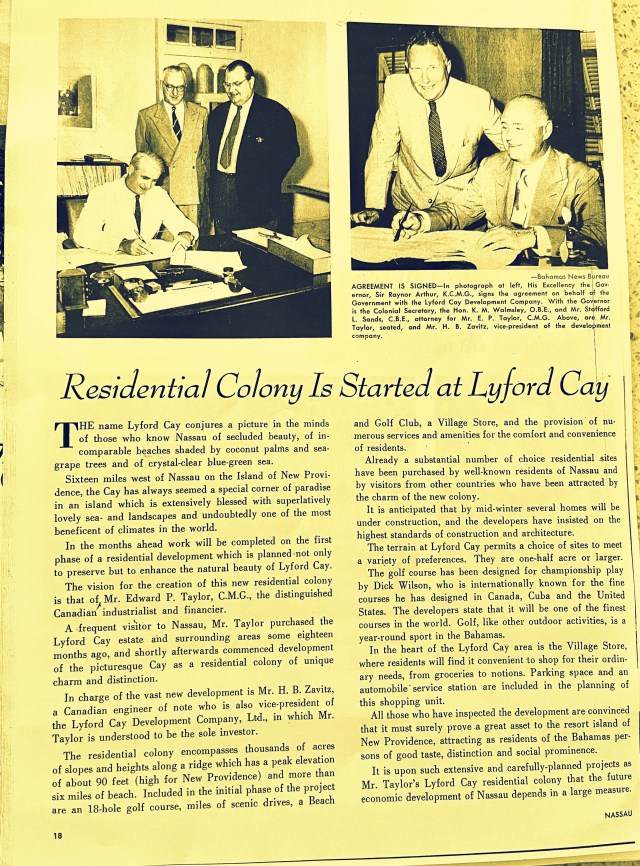 —Bahamas News Bureau
AGREEMENT IS SIGNED—In photograph at left, His Excellency the Gov-
ernor, Sir Raynor Arthur, K.C.M.G., signs the agreement on behalf of the
Government with the Lyford Cay Development Company. With the Governor
is the Colonial Secretary, the Hon. K. M. Walmsley, O.B.E., and Mr. Stafford
L. Sands, C.B.E., attorney for Mr. E. P. Taylor, C.M.G. Above, are Mr.
Taylor, seated, and Mr. H. B. Zavitz, vice-president of the development
company.
Residential Colony Is Started at Lyford Cay
THE name Lyford Cay conjures a picture in the minds
of those who know Nassau of secluded beauty, of in-
comparable beaches shaded by coconut palms and sea-
grape trees and of crystal-clear blue-green sea.
Sixteen miles west of Nassau on the Island of New Provi-
dence, the Cay has always seemed a special corner of paradise
in an island which is extensively blessed with superlatively
lovely sea- and landscapes and undoubtedly one of the most
beneficent of climates in the world.
In the months ahead work will be completed on the first
phase of a residential development which is planned not only
to preserve but to enhance the natural beauty of Lyford Cay.
The vision for the creation of this new residential colony
is that of Mr. Edward P. Taylor, C.M.G., the distinguished
Canadian industrialist and financier.
A frequent visitor to Nassau, Mr. Taylor purchased the
Lyford Cay estate and surrounding areas some eighteen
months ago, and shortly afterwards commenced development
of the picturesque Cay as a residential colony of unique
charm and distinction.
In charge of the vast new development is Mr. H. B. Zavitz,
a Canadian engineer of note who is also vice-president of
the Lyford Cay Development Company, Ltd., in which Mr.
Taylor is understood to be the sole investor.
The residential colony encompasses thousands of acres
of slopes and heights along a ridge which has a peak elevation
of about 90 feet (high for New Providence) and more than
six miles of beach. Included in the initial phase of the project
are an 18-hole golf course, miles of scenic drives, a Beach
and Golf Club, a Village Store, and the provision of nu-
merous services and amenities for the comfort and convenience
of residents.
Already a substantial number of choice residential sites
have been purchased by well-known residents of Nassau and
by visitors from other countries who have been attracted by
the charm of the new colony.
It is anticipated that by mid-winter several homes will be
under construction, and the developers have insisted on the
highest standards of construction and architecture.
The terrain at Lyford Cay permits a choice of sites to meet
a variety of preferences. They are one-half acre or larger.
The golf course has been designed for championship play
by Dick Wilson, who is internationally known for the fine
courses he has designed in Canada, Cuba and the United
States. The developers state that it will be one of the finest
courses in the world. Golf, like other outdoor activities, is a
year-round sport in the Bahamas.
In the heart of the Lyford Cay area is the Village Store,
where residents will find it convenient to shop for their ordin-
ary needs, from groceries to notions. Parking space and an
automobile service station are included in the planning of
this shopping unit.
All those who have inspected the development are convinced
that it must surely prove a great asset to the resort island of
New Providence, attracting as residents of the Bahamas per-
sons of good taste, distinction and social prominence.
It is upon such extensive and carefully-planned projects as
Mr. Taylor's Lyford Cay residential colony that the future
economic development of Nassau depends in a large measure.
18
NASSAU